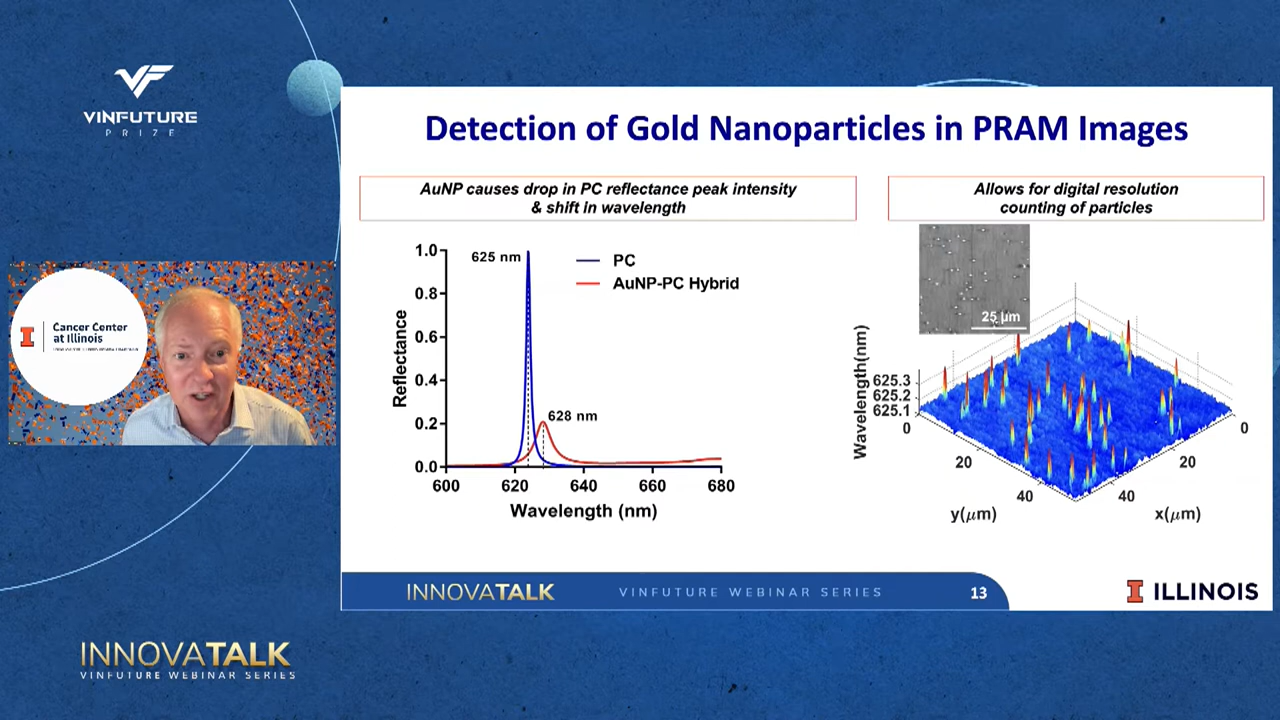 VINFUTURE
PRIZE
Detection of Gold Nanoparticles in PRAM Images
AuNP causes drop in PC reflectance peak intensity
& shift in wavelength
Allows for digital resolution
counting of particles
Reflectance
1.0
0.8
0.6
0.4
0.2
0.0
625 nm
628 nm
PC
AuNP-PC Hybrid
600
620
640
660
680
Wavelength (nm)
25 µm
Wavelength(nm)
625.3
625.2
625.1
0
20
40
y(µm)
0
20
40
x(µm)
I
Cancer Center
at Illinois
INNOVATALK
VINFUTURE WEBINAR SERIES
13
I ILLINOIS
INNOVATALK
VINFUTURE WEBINAR SERIES